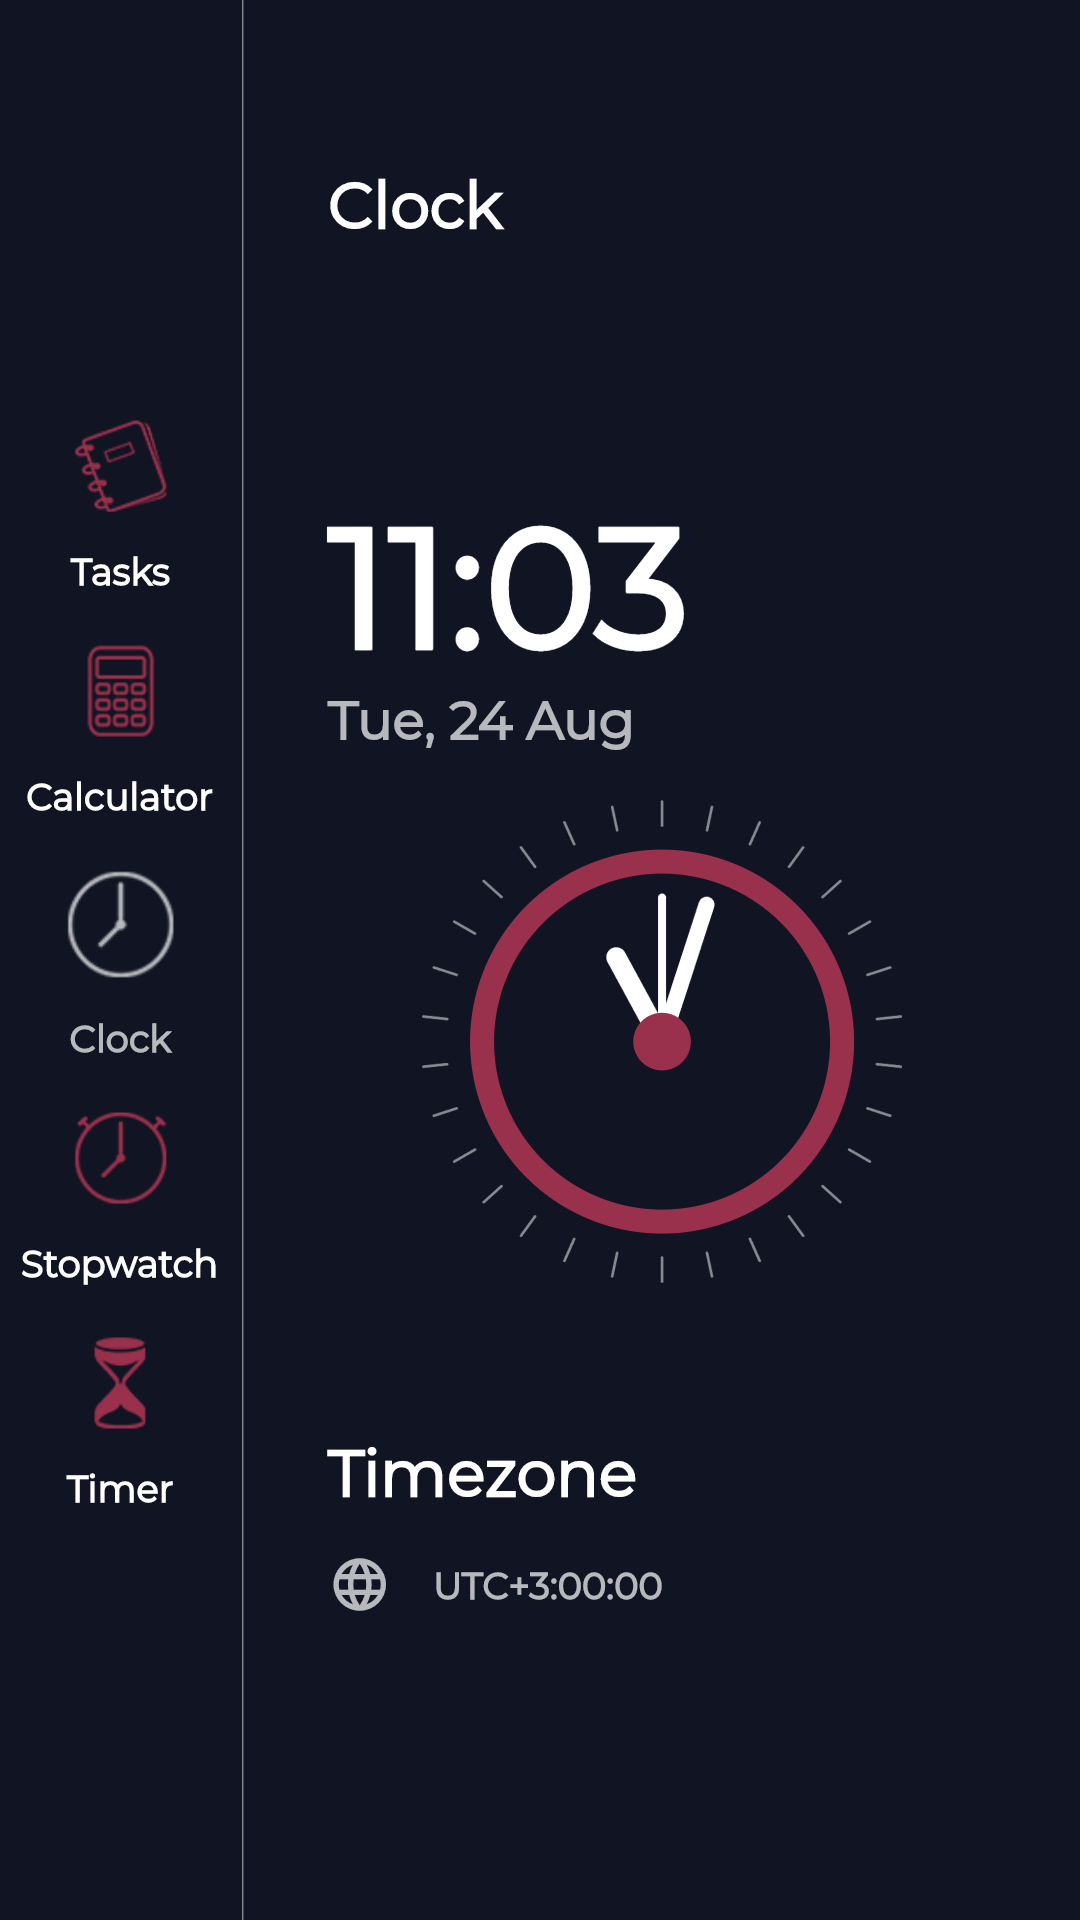 Clock
Tasks
Calculator
Clock
Stopwatch
Timer
11:03
Tue, 24 Aug
Timezone
UTC+3:00:00